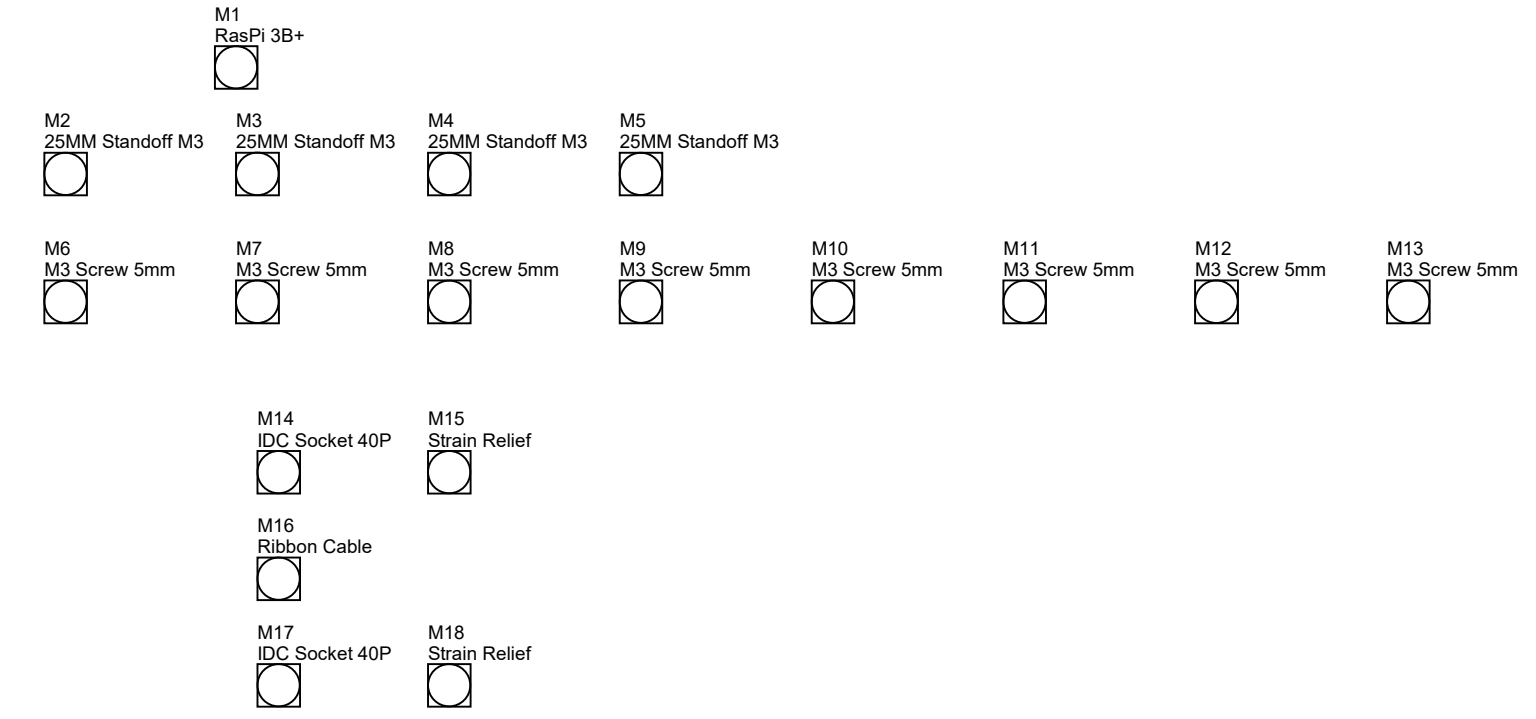 M1
RasPi 3B+
M2
25MM Standoff M3
M3
25MM Standoff M3
M4
25MM Standoff M3
M5
25MM Standoff M3
M6
M3 Screw 5mm
M7
M3 Screw 5mm
M8
M3 Screw 5mm
M9
M3 Screw 5mm
M10
M3 Screw 5mm
M11
M3 Screw 5mm
M12
M3 Screw 5mm
M13
M3 Screw 5mm
M14
IDC Socket 40P
M15
Strain Relief
M16
Ribbon Cable
M17
IDC Socket 40P
M18
Strain Relief